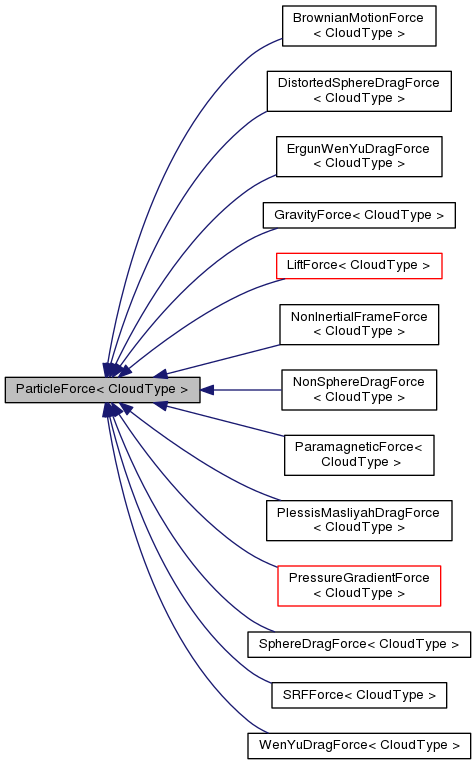 BrownianMotionForce
< CloudType >
DistortedSphereDragForce
< CloudType >
ErgunWenYuDragForce
< CloudType >
GravityForce< CloudType >
LiftForce< CloudType >
NonInertialFrameForce
< CloudType >
ParticleForce< CloudType >
NonSphereDragForce
< CloudType >
ParamagneticForce<
CloudType >
PlessisMasliyahDragForce
< CloudType >
PressureGradientForce
< CloudType >
SphereDragForce< CloudType >
SRFForce< CloudType >
WenYuDragForce< CloudType >